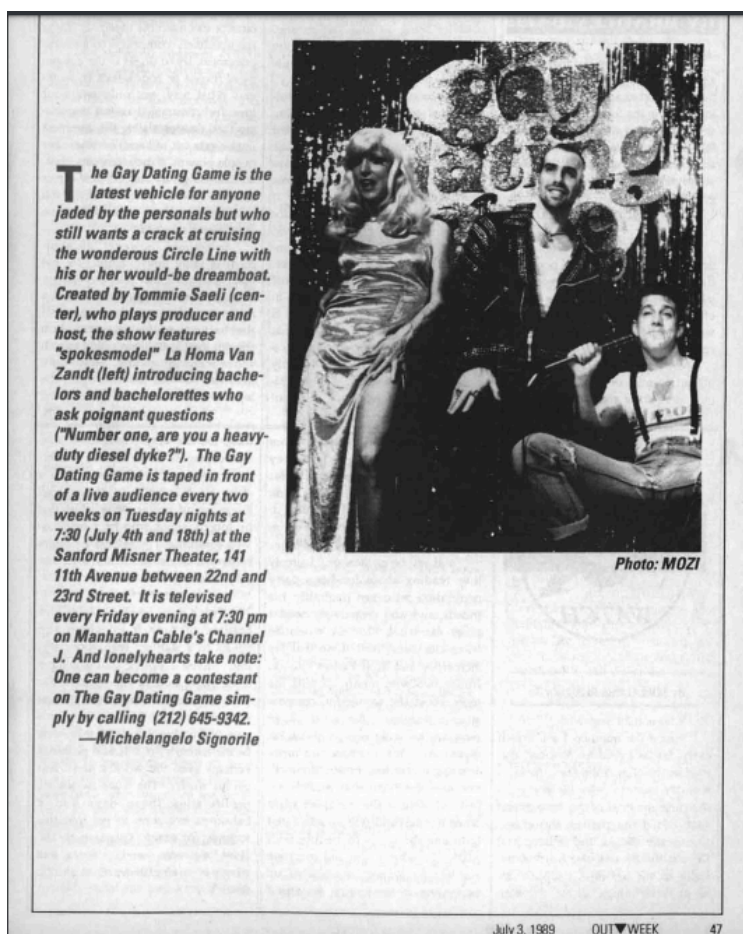 The Gay Dating Game is the
latest vehicle for anyone
jaded by the personals but who
still wants a crack at cruising
the wonderous Circle Line with
his or her would-be dreamboat.
Created by Tommie Saeli (cen-
ter), who plays producer and
host, the show features
"spokesmodel" La Homa Van
Zandt (left) introducing bache-
lors and bachelorettes who
ask poignant questions
("Number one, are you a heavy-
duty diesel dyke?"). The Gay
Dating Game is taped in front
of a live audience every two
weeks on Tuesday nights at
7:30 (July 4th and 18th) at the
Sanford Misner Theater, 141
11th Avenue between 22nd and
23rd Street. It is televised
every Friday evening at 7:30 pm
on Manhattan Cable's Channel
J. And lonelyhearts take note:
One can become a contestant
on The Gay Dating Game sim-
ply by calling (212) 645-9342.
—Michelangelo Signorile
gay
dating
Photo: MOZI
July 3, 1989 OUT▼WEEK 47